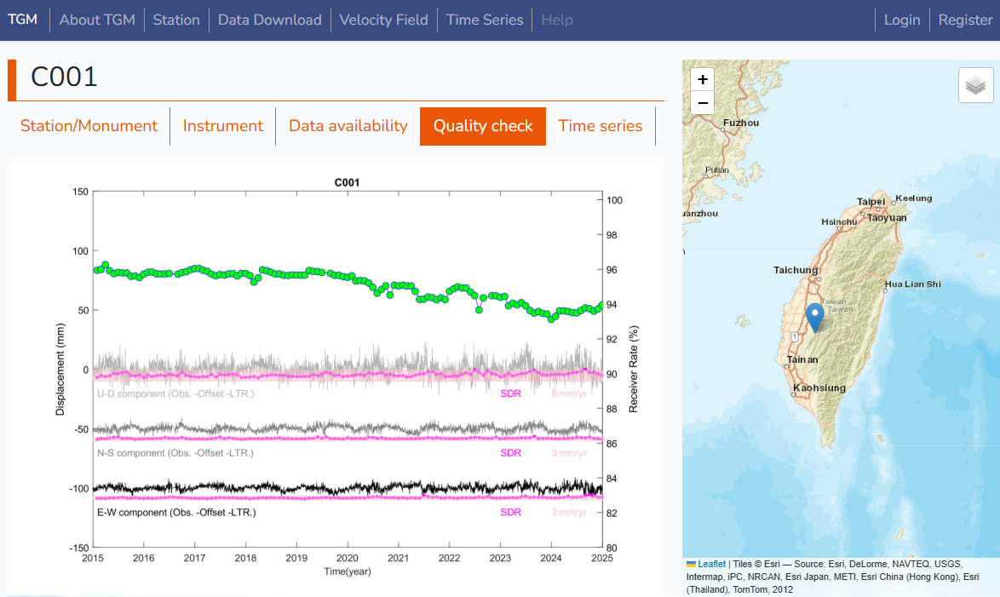 TGM About TGM Station Data Download Velocity Field Time Series Help Login Register
C001
Station/Monument Instrument Data availability Quality check Time series
C001
150
100
50
0
-50
-100
-150
Displacement (mm)
100
98
96
94
92
90
88
86
84
82
80
Receiver Rate (%)
U-D component (Obs. -Offset -LTR.) SDR 9 mm/yr
N-S component (Obs. -Offset -LTR.) SDR 3 mm/yr
E-W component (Obs. -Offset -LTR.) SDR 3 mm/yr
2015 2016 2017 2018 2019 2020 2021 2022 2023 2024 2025
Time(year)
+
−
Fuzhou
Putian
uanzhou
n
Taipei
Keelung
Taoyuan
Hsinchu
Taichung
Hua Lian Shi
Taiwan
Taiwan
1
Tainan
Kaohsiung
Leaflet | Tiles © Esri — Source: Esri, DeLorme, NAVTEQ, USGS,
Intermap, iPC, NRCAN, Esri Japan, METI, Esri China (Hong Kong), Esri
(Thailand), TomTom, 2012